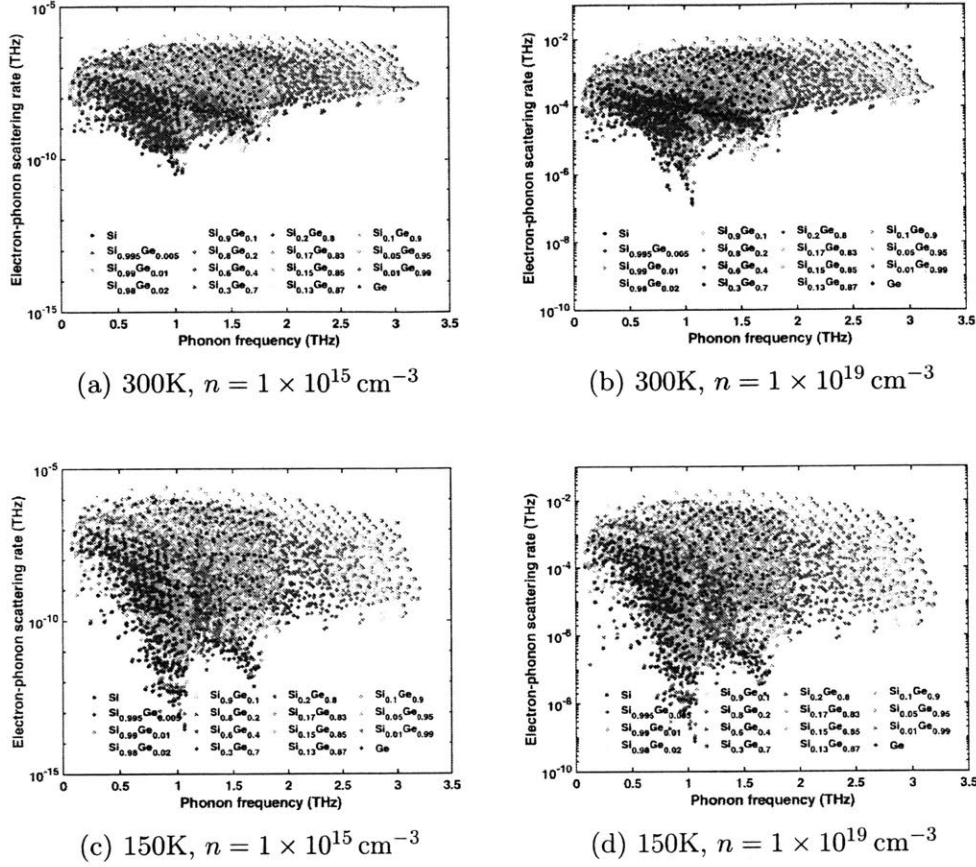 10^-5
10^-10
10^-15
Electron-phonon scattering rate (THz)
Si
Si0.995Ge0.005
Si0.99Ge0.01
Si0.98Ge0.02
Si0.9Ge0.1
Si0.8Ge0.2
Si0.6Ge0.4
Si0.3Ge0.7
Si0.2Ge0.8
Si0.17Ge0.83
Si0.15Ge0.85
Si0.13Ge0.87
Si0.1Ge0.9
Si0.05Ge0.95
Si0.01Ge0.99
Ge
0 0.5 1 1.5 2 2.5 3 3.5
Phonon frequency (THz)
(a) 300K, n = 1 × 10^15 cm^-3
10^-2
10^-4
10^-6
10^-8
10^-10
Electron-phonon scattering rate (THz)
Si
Si0.995Ge0.005
Si0.99Ge0.01
Si0.98Ge0.02
Si0.9Ge0.1
Si0.8Ge0.2
Si0.6Ge0.4
Si0.3Ge0.7
Si0.2Ge0.8
Si0.17Ge0.83
Si0.15Ge0.85
Si0.13Ge0.87
Si0.1Ge0.9
Si0.05Ge0.95
Si0.01Ge0.99
Ge
0 0.5 1 1.5 2 2.5 3 3.5
Phonon frequency (THz)
(b) 300K, n = 1 × 10^19 cm^-3
10^-5
10^-10
10^-15
Electron-phonon scattering rate (THz)
Si
Si0.995Ge0.005
Si0.99Ge0.01
Si0.98Ge0.02
Si0.9Ge0.1
Si0.8Ge0.2
Si0.6Ge0.4
Si0.3Ge0.7
Si0.2Ge0.8
Si0.17Ge0.83
Si0.15Ge0.85
Si0.13Ge0.87
Si0.1Ge0.9
Si0.05Ge0.95
Si0.01Ge0.99
Ge
0 0.5 1 1.5 2 2.5 3 3.5
Phonon frequency (THz)
(c) 150K, n = 1 × 10^15 cm^-3
10^-2
10^-4
10^-6
10^-8
10^-10
Electron-phonon scattering rate (THz)
Si
Si0.995Ge0.005
Si0.99Ge0.01
Si0.98Ge0.02
Si0.9Ge0.1
Si0.8Ge0.2
Si0.6Ge0.4
Si0.3Ge0.7
Si0.2Ge0.8
Si0.17Ge0.83
Si0.15Ge0.85
Si0.13Ge0.87
Si0.1Ge0.9
Si0.05Ge0.95
Si0.01Ge0.99
Ge
0 0.5 1 1.5 2 2.5 3 3.5
Phonon frequency (THz)
(d) 150K, n = 1 × 10^19 cm^-3